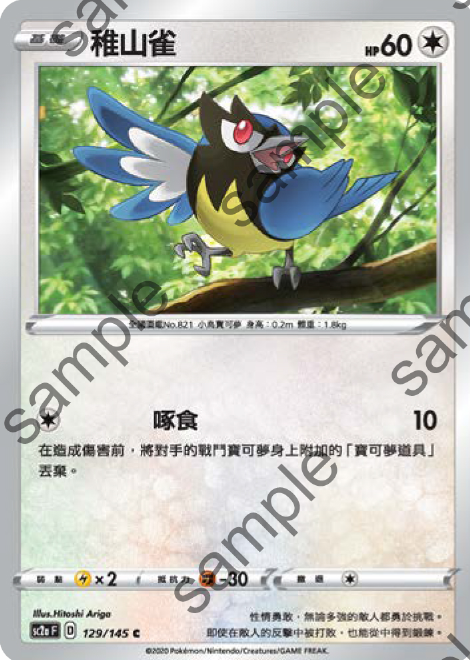 基礎 稚山雀 HP60
全國圖鑑No.821 小鳥寶可夢 身高：0.2m 體重：1.8kg
啄食 10
在造成傷害前，將對手的戰鬥寶可夢身上附加的「寶可夢道具」
丟棄。
弱點 ×2 抵抗力 -30 撤退
Illus.Hitoshi Ariga
sc2a F D 129/145 C
性情勇敢，無論多強的敵人都勇於挑戰。
即使在敵人的反擊中被打敗，也能從中得到鍛鍊。
©2020 Pokémon/Nintendo/Creatures/GAME FREAK.
sample
sample
sample
sample
sample
sample
sample